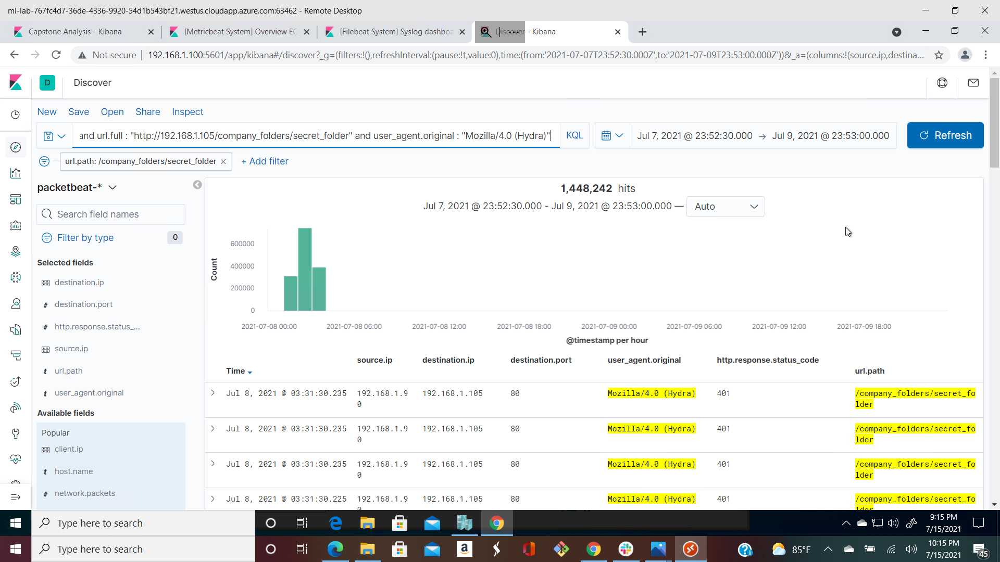 ml-lab-767fc4d7-36de-4336-9920-54d1b543bf21.westus.cloudapp.azure.com:63462 - Remote Desktop
Capstone Analysis - Kibana
[Metricbeat System] Overview EC
[Filebeat System] Syslog dashboa
Discover - Kibana
Not secure
192.168.1.100:5601/app/kibana#/discover?_g=(filters:!(),refreshInterval:(pause:!t,value:0),time:(from:'2021-07-07T23:52:30.000Z',to:'2021-07-09T23:53:00.000Z'))&_a=(columns:!(source.ip,destina...
D
Discover
New Save Open Share Inspect
and url.full : "http://192.168.1.105/company_folders/secret_folder" and user_agent.original : "Mozilla/4.0 (Hydra)"
KQL
Jul 7, 2021 @ 23:52:30.000 → Jul 9, 2021 @ 23:53:00.000
Refresh
url.path: /company_folders/secret_folder
+ Add filter
packetbeat-*
Search field names
Filter by type 0
Selected fields
destination.ip
# destination.port
# http.response.status_...
source.ip
t url.path
t user_agent.original
Available fields
Popular
client.ip
t host.name
# network.packets
1,448,242 hits
Jul 7, 2021 @ 23:52:30.000 - Jul 9, 2021 @ 23:53:00.000 —
Auto
Count
600000
400000
200000
0
2021-07-08 00:00 2021-07-08 06:00 2021-07-08 12:00 2021-07-08 18:00 2021-07-09 00:00 2021-07-09 06:00 2021-07-09 12:00 2021-07-09 18:00
@timestamp per hour
Time source.ip destination.ip destination.port user_agent.original http.response.status_code url.path
Jul 8, 2021 @ 03:31:30.235 192.168.1.9 192.168.1.105 80 Mozilla/4.0 (Hydra) 401 /company_folders/secret_fo
0 lder
Jul 8, 2021 @ 03:31:30.235 192.168.1.9 192.168.1.105 80 Mozilla/4.0 (Hydra) 401 /company_folders/secret_fo
0 lder
Jul 8, 2021 @ 03:31:30.235 192.168.1.9 192.168.1.105 80 Mozilla/4.0 (Hydra) 401 /company_folders/secret_fo
0 lder
Jul 8, 2021 @ 03:31:30.225 192.168.1.9 192.168.1.105 80 Mozilla/4.0 (Hydra) 401 /company_folders/secret_fo
0 lder
Type here to search
9:15 PM
7/15/2021
Type here to search
85°F
10:15 PM
7/15/2021
45